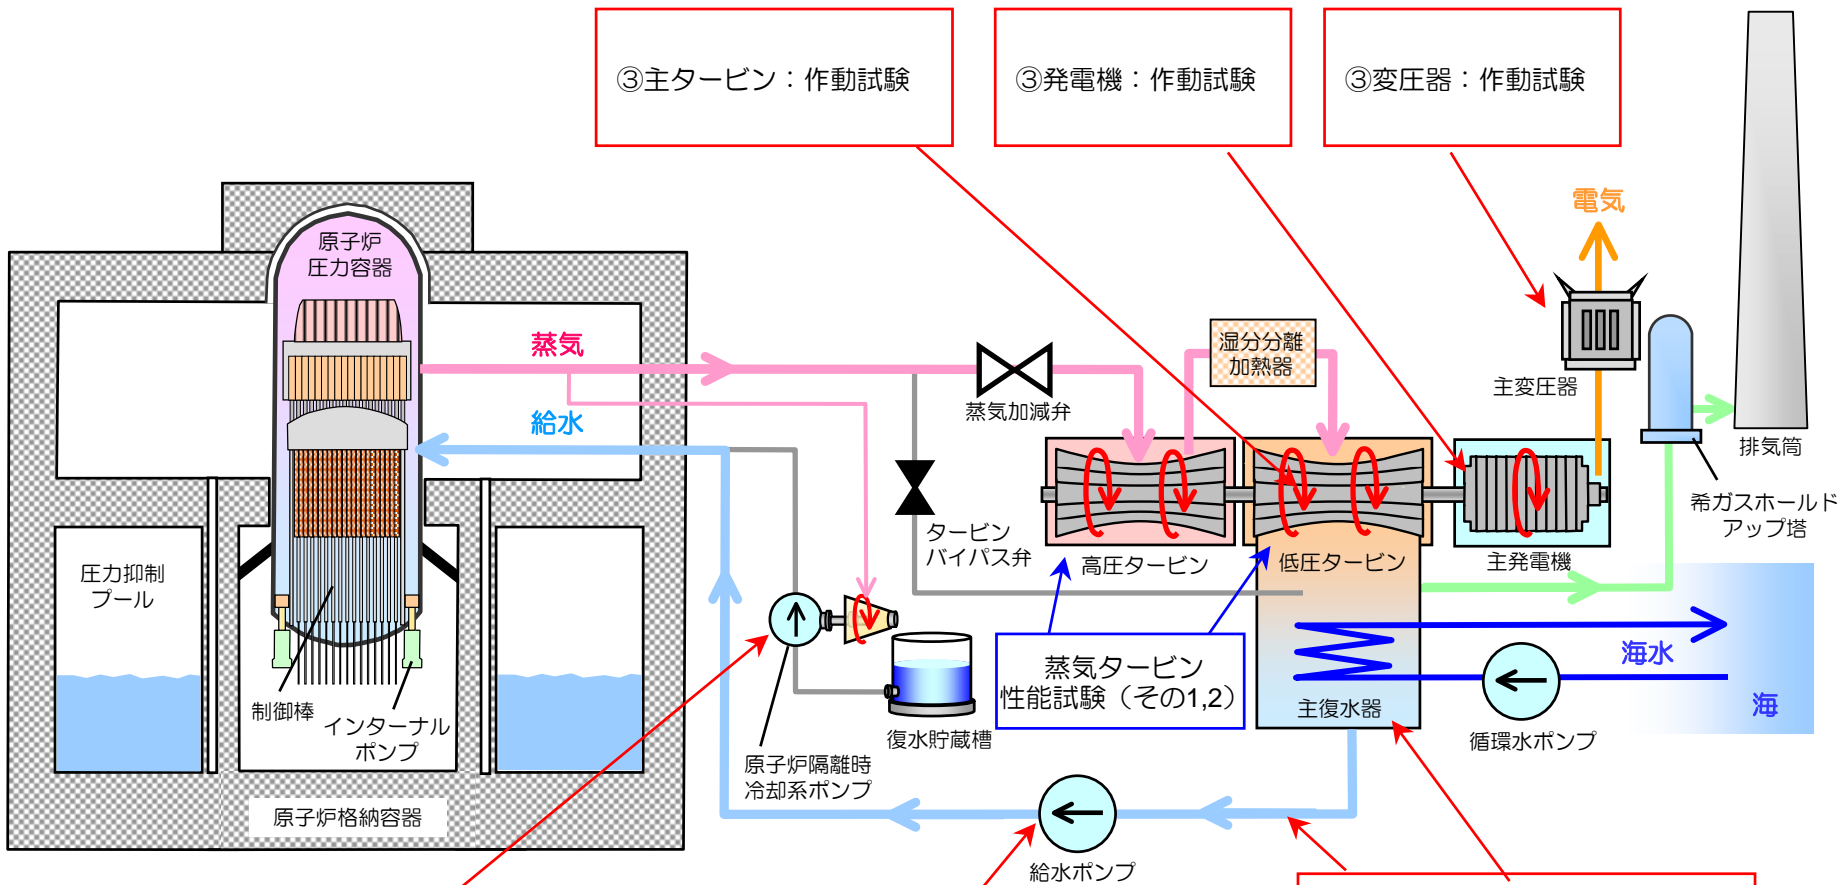 ③主タービン：作動試験
③発電機：作動試験
③変圧器：作動試験
電気
原子炉
圧力容器
蒸気
湿分分離
加熱器
主変圧器
蒸気加減弁
給水
排気筒
希ガスホールド
アップ塔
タービン
バイパス弁
高圧タービン
低圧タービン
主発電機
圧力抑制
プール
蒸気タービン
性能試験（その1,2）
海水
海
制御棒
インターナル
ポンプ
主復水器
循環水ポンプ
復水貯蔵槽
原子炉隔離時
冷却系ポンプ
原子炉格納容器
給水ポンプ